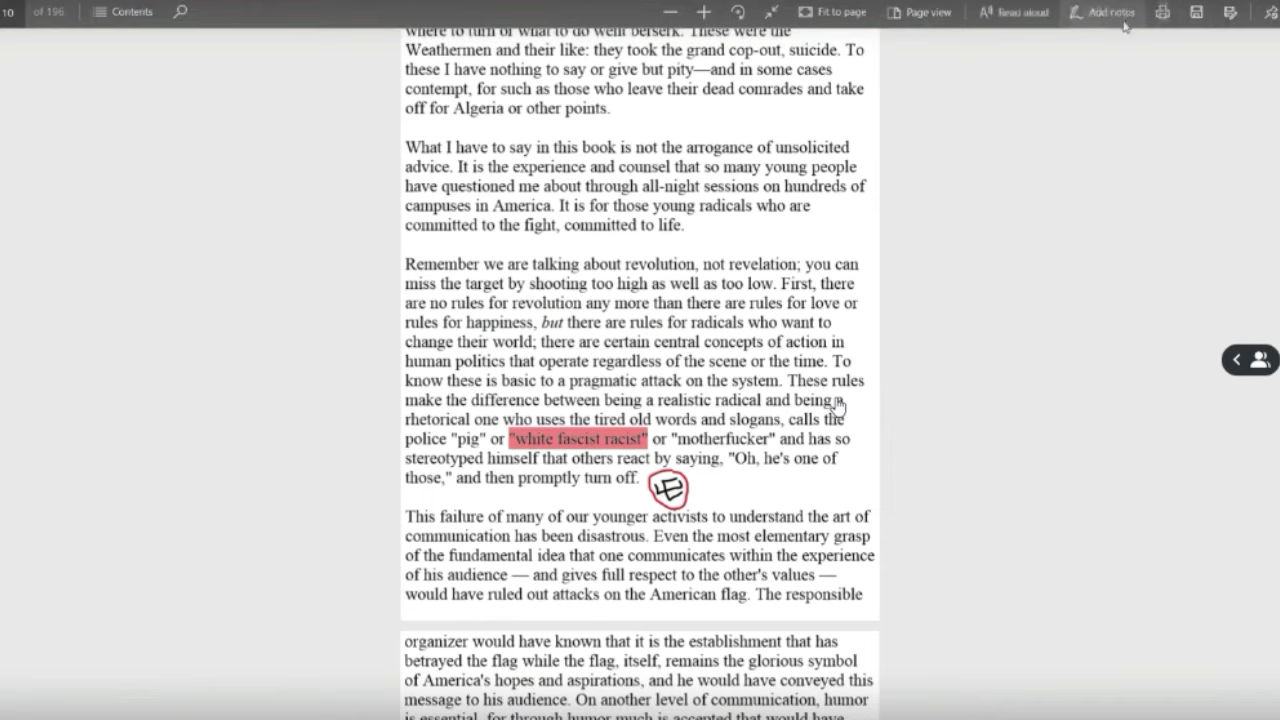 10 of 196 Contents Fit to page Page view Read aloud Add notes
where to turn or what to do went berserk. These were the
Weathermen and their like: they took the grand cop-out, suicide. To
these I have nothing to say or give but pity—and in some cases
contempt, for such as those who leave their dead comrades and take
off for Algeria or other points.
What I have to say in this book is not the arrogance of unsolicited
advice. It is the experience and counsel that so many young people
have questioned me about through all-night sessions on hundreds of
campuses in America. It is for those young radicals who are
committed to the fight, committed to life.
Remember we are talking about revolution, not revelation; you can
miss the target by shooting too high as well as too low. First, there
are no rules for revolution any more than there are rules for love or
rules for happiness, but there are rules for radicals who want to
change their world; there are certain central concepts of action in
human politics that operate regardless of the scene or the time. To
know these is basic to a pragmatic attack on the system. These rules
make the difference between being a realistic radical and being a
rhetorical one who uses the tired old words and slogans, calls the
police "pig" or "white fascist racist" or "motherfucker" and has so
stereotyped himself that others react by saying, "Oh, he's one of
those," and then promptly turn off.
This failure of many of our younger activists to understand the art of
communication has been disastrous. Even the most elementary grasp
of the fundamental idea that one communicates within the experience
of his audience — and gives full respect to the other's values —
would have ruled out attacks on the American flag. The responsible
organizer would have known that it is the establishment that has
betrayed the flag while the flag, itself, remains the glorious symbol
of America's hopes and aspirations, and he would have conveyed this
message to his audience. On another level of communication, humor
is essential, for through humor much is accepted that would have